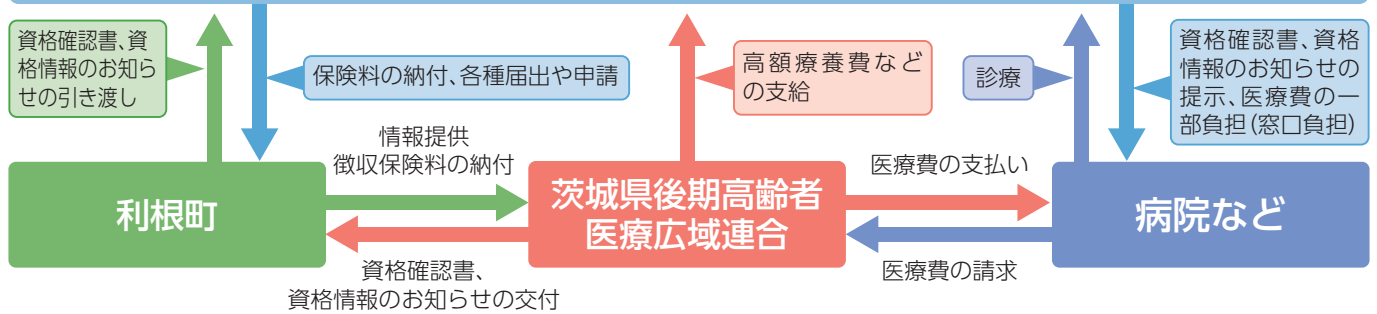 資格確認書、資
格情報のお知ら
せの引き渡し
保険料の納付、各種届出や申請
高額療養費など
の支給
診療
資格確認書、資格
情報のお知らせの
提示、医療費の一
部負担（窓口負担）
情報提供
徴収保険料の納付
医療費の支払い
利根町
茨城県後期高齢者
医療広域連合
病院など
資格確認書、
資格情報のお知らせの交付
医療費の請求